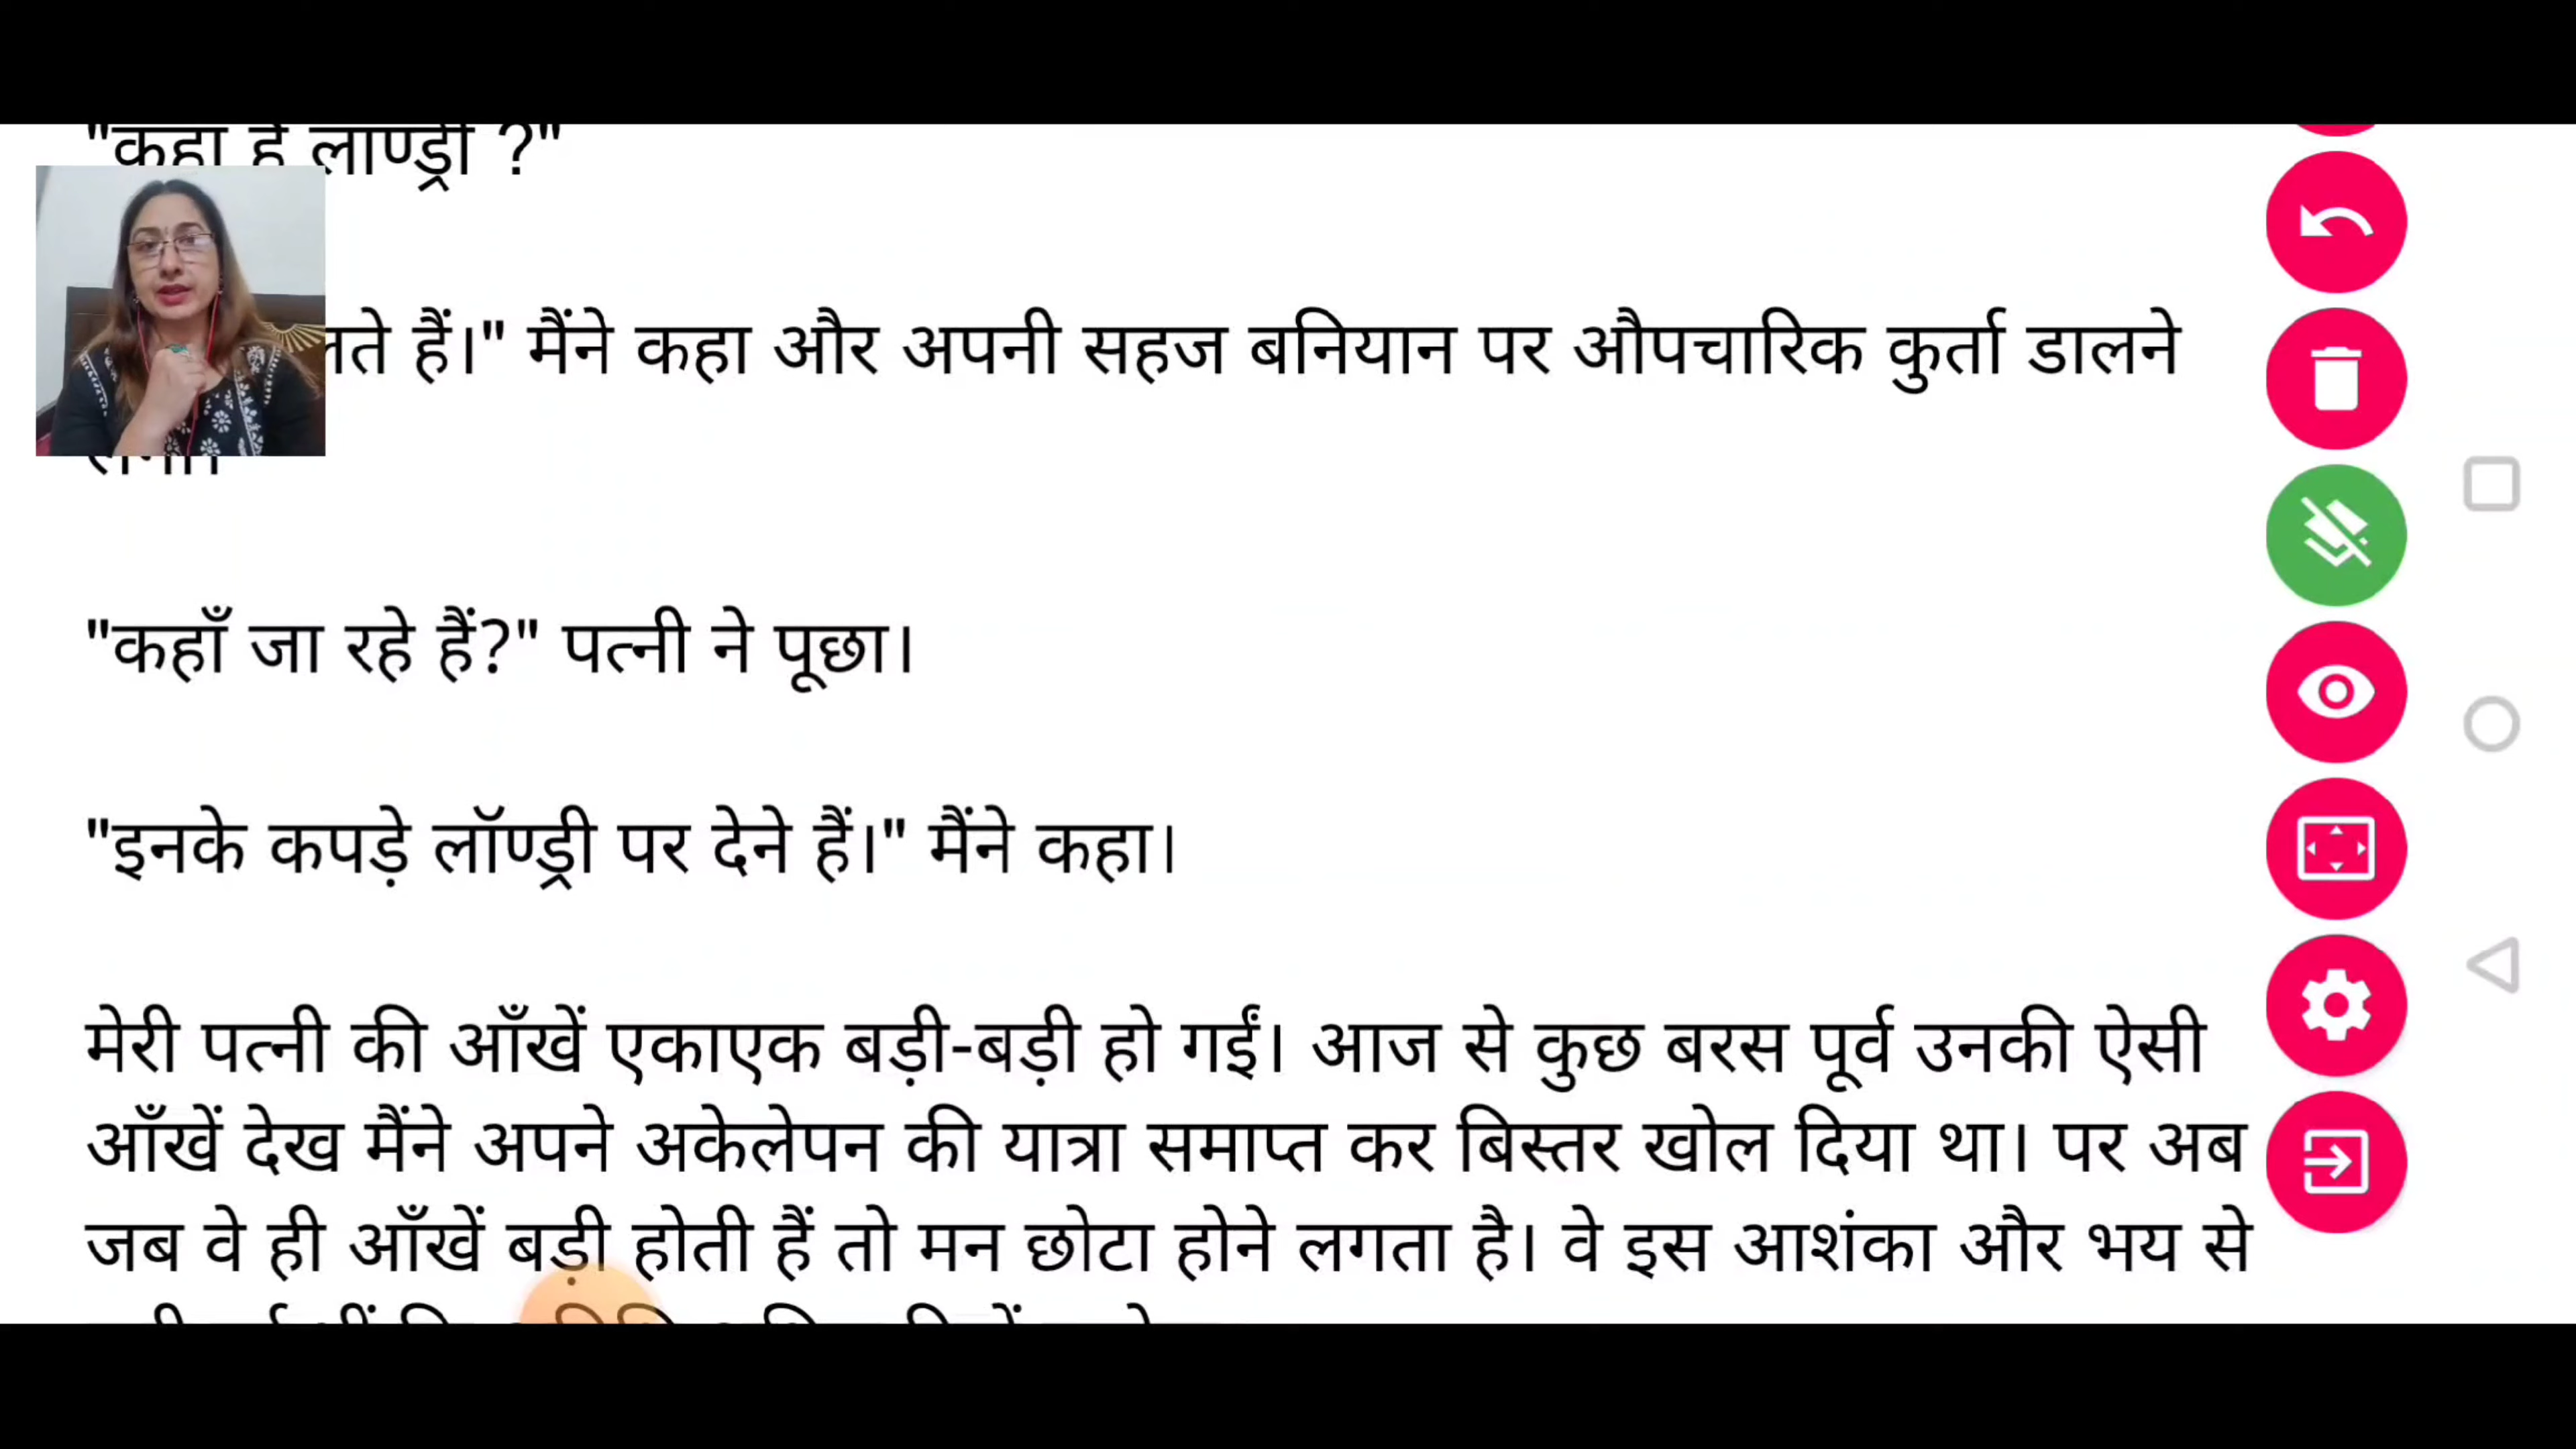 "कहाँ है लाण्ड्री ?"
हैं।" मैंने कहा और अपनी सहज बनियान पर औपचारिक कुर्ता डालने
"कहाँ जा रहे हैं?" पत्नी ने पूछा।
"इनके कपड़े लॉण्ड्री पर देने हैं।" मैंने कहा।
मेरी पत्नी की आँखें एकाएक बड़ी-बड़ी हो गईं। आज से कुछ बरस पूर्व उनकी ऐसी
आँखें देख मैंने अपने अकेलेपन की यात्रा समाप्त कर बिस्तर खोल दिया था। पर अब
जब वे ही आँखें बड़ी होती हैं तो मन छोटा होने लगता है। वे इस आशंका और भय से